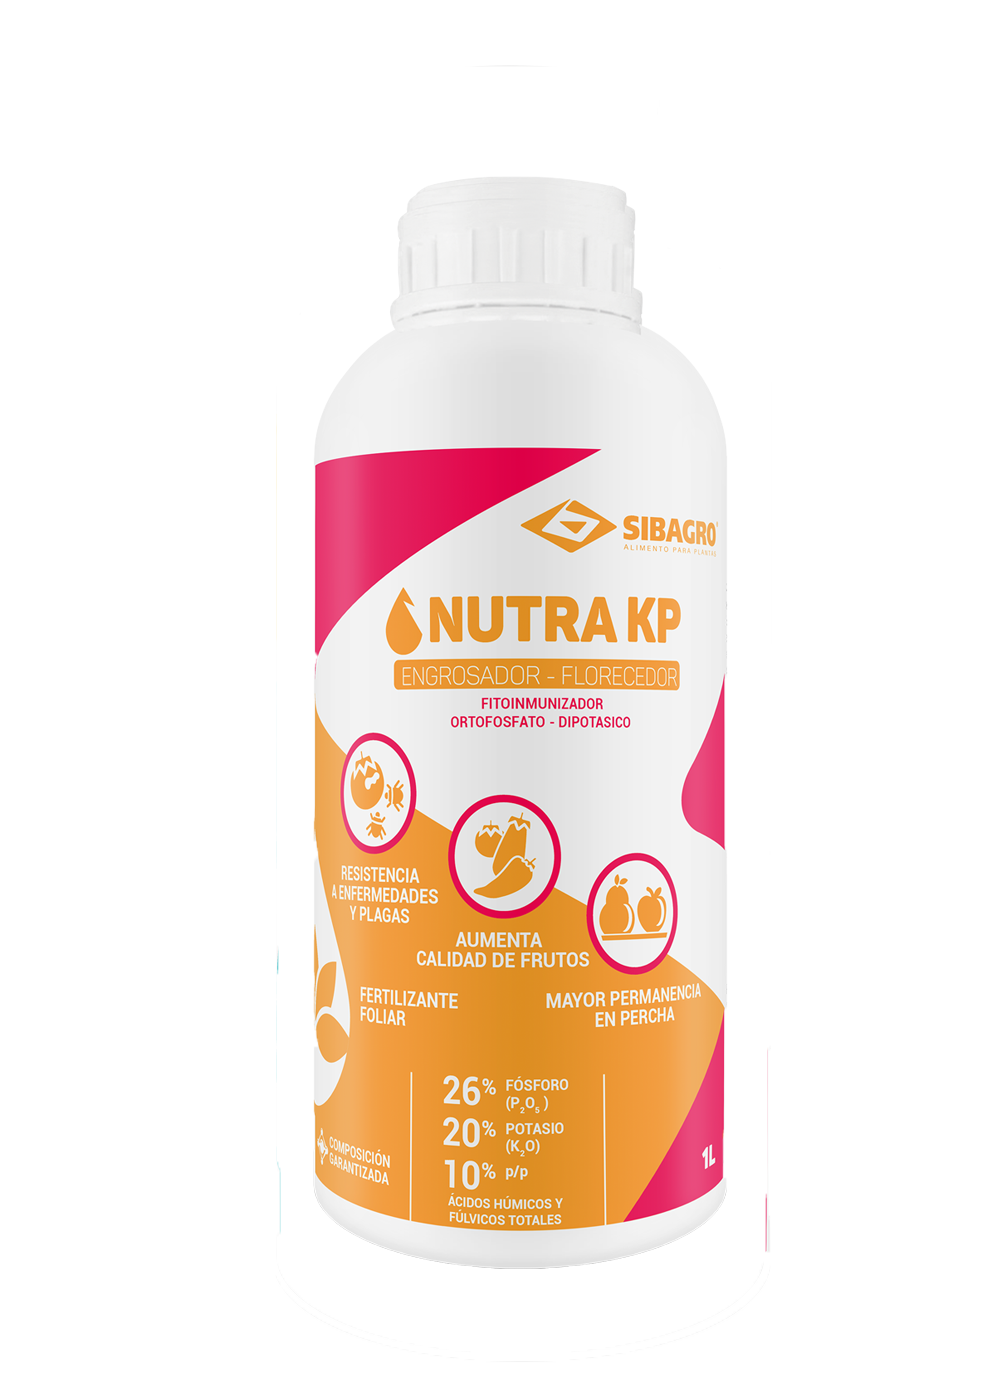 SIBAGRO
ALIMENTO PARA PLANTAS
NUTRA KP
ENGROSADOR - FLORECEDOR
FITOINMUNIZADOR
ORTOFOSFATO - DIPOTASICO
RESISTENCIA
A ENFERMEDADES
Y PLAGAS
AUMENTA
CALIDAD DE FRUTOS
MAYOR PERMANENCIA
EN PERCHA
FERTILIZANTE
FOLIAR
26% FÓSFORO
(P₂O₅)
20% POTASIO
(K₂O)
10% p/p
ÁCIDOS HÚMICOS Y
FÚLVICOS TOTALES
COMPOSICIÓN
GARANTIZADA
1L